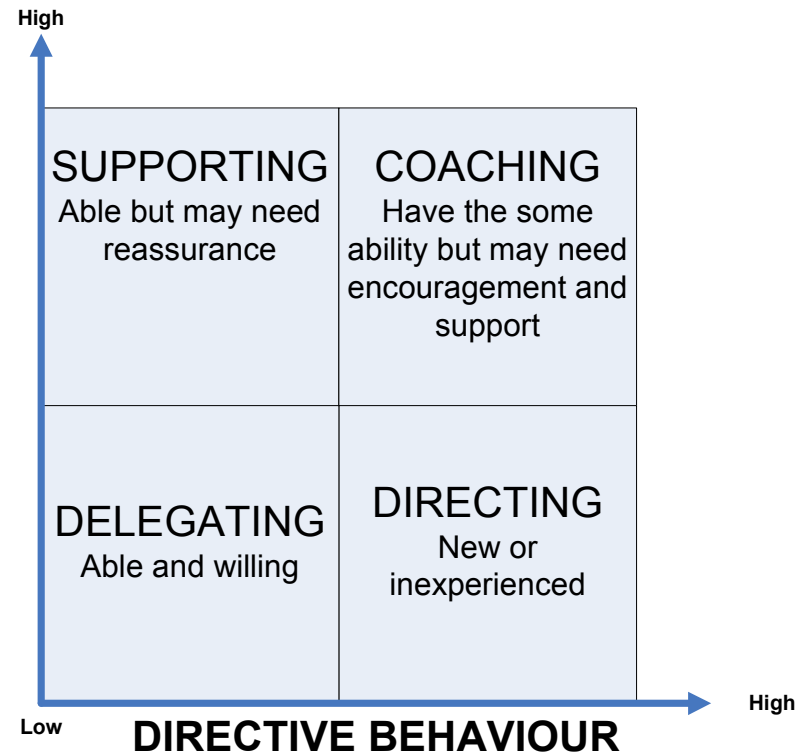 High
SUPPORTING
Able but may need
reassurance
COACHING
Have the some
ability but may need
encouragement and
support
DELEGATING
Able and willing
DIRECTING
New or
inexperienced
High
Low
DIRECTIVE BEHAVIOUR